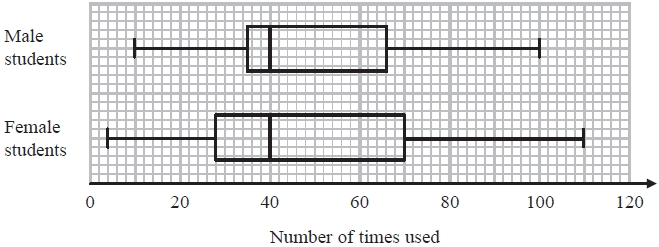 Male
students
Female
students
0 20 40 60 80 100 120
Number of times used